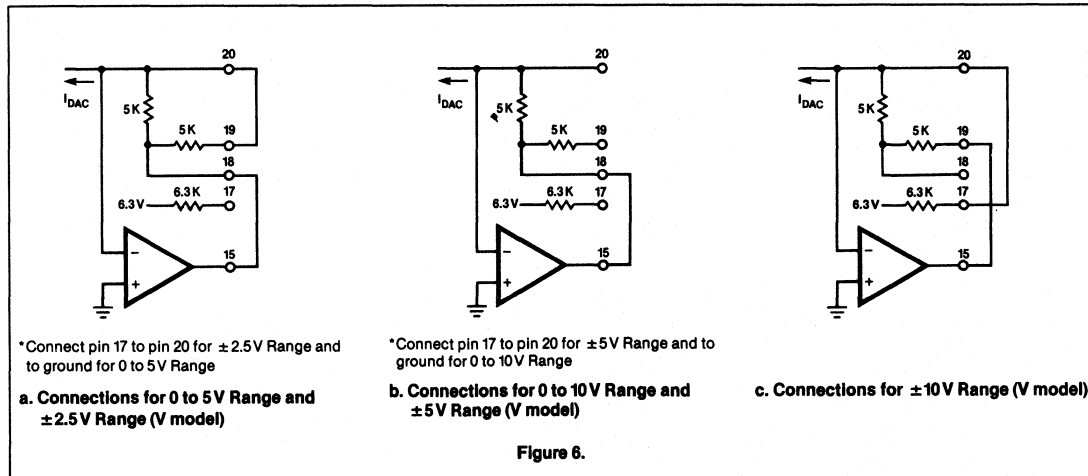 20
I_DAC
5K
5K
19
18
6.3V
6.3K
17
−
+
15
*Connect pin 17 to pin 20 for ±2.5V Range and
to ground for 0 to 5V Range
a. Connections for 0 to 5V Range and
±2.5V Range (V model)
20
I_DAC
5K
5K
19
18
6.3V
6.3K
17
−
+
15
*Connect pin 17 to pin 20 for ±5V Range and to
ground for 0 to 10V Range
b. Connections for 0 to 10V Range and
±5V Range (V model)
20
I_DAC
5K
5K
19
18
6.3V
6.3K
17
−
+
15
c. Connections for ±10V Range (V model)
Figure 6.